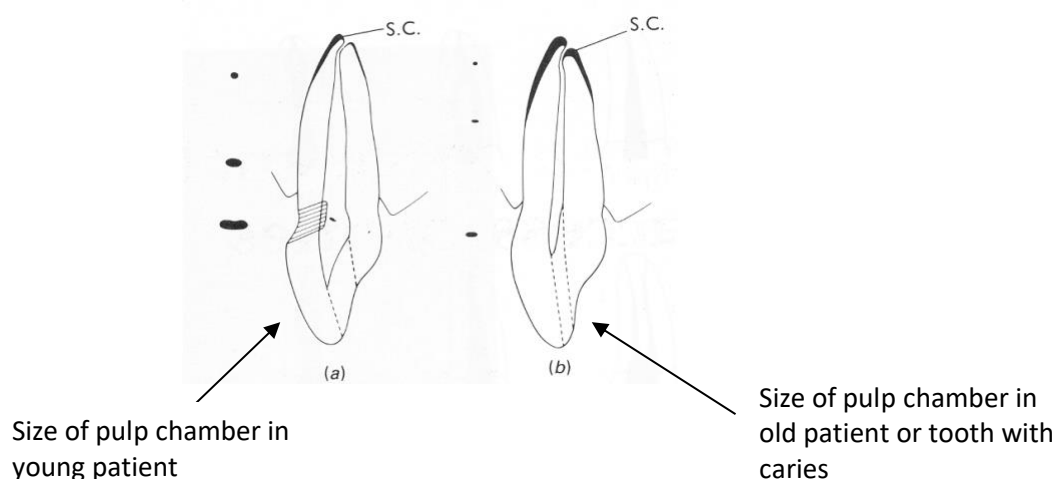 S.C.
S.C.
(a)
(b)
Size of pulp chamber in
young patient
Size of pulp chamber in
old patient or tooth with
caries